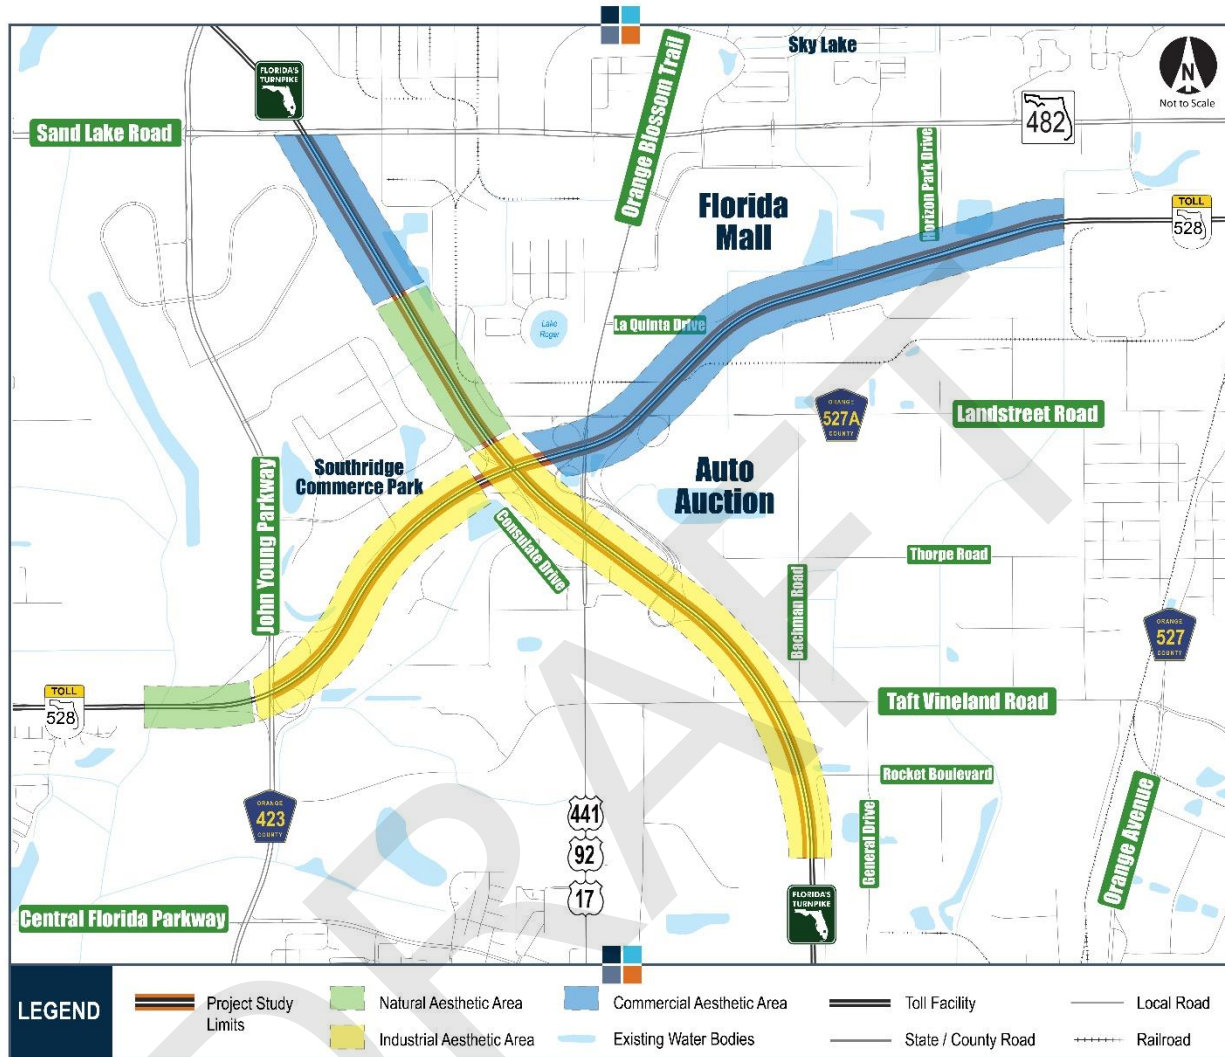 Sky Lake
N
Not to Scale
FLORIDA'S
TURNPIKE
Orange Blossom Trail
482
Sand Lake Road
Horizon Park Drive
Florida
Mall
TOLL
528
Lake
Roger
La Quinta Drive
ORANGE
527A
COUNTY
Landstreet Road
Southridge
Commerce Park
Auto
Auction
John Young Parkway
Consulate Drive
Thorpe Road
Bachman Road
ORANGE
527
COUNTY
TOLL
528
Taft Vineland Road
Rocket Boulevard
ORANGE
423
COUNTY
441
92
17
General Drive
Orange Avenue
FLORIDA'S
TURNPIKE
Central Florida Parkway
DRAFT
LEGEND
Project Study
Limits
Natural Aesthetic Area
Industrial Aesthetic Area
Commercial Aesthetic Area
Existing Water Bodies
Toll Facility
State / County Road
Local Road
Railroad